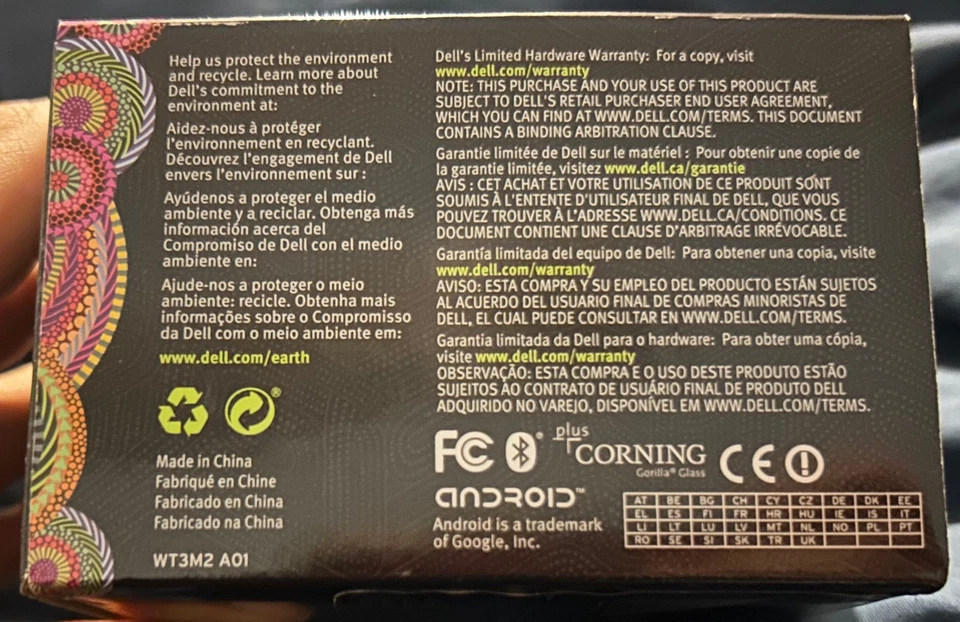 Help us protect the environment
and recycle. Learn more about
Dell's commitment to the
environment at:
Aidez-nous à protéger
l'environnement en recyclant.
Découvrez l'engagement de Dell
envers l'environnement sur :
Ayúdenos a proteger el medio
ambiente y a reciclar. Obtenga más
información acerca del
Compromiso de Dell con el medio
ambiente en:
Ajude-nos a proteger o meio
ambiente: recicle. Obtenha mais
informações sobre o Compromisso
da Dell com o meio ambiente em:
www.dell.com/earth
®
Made in China
Fabriqué en Chine
Fabricado en China
Fabricado na China
WT3M2 A01
Dell's Limited Hardware Warranty: For a copy, visit
www.dell.com/warranty
NOTE: THIS PURCHASE AND YOUR USE OF THIS PRODUCT ARE
SUBJECT TO DELL'S RETAIL PURCHASER END USER AGREEMENT,
WHICH YOU CAN FIND AT WWW.DELL.COM/TERMS. THIS DOCUMENT
CONTAINS A BINDING ARBITRATION CLAUSE.
Garantie limitée de Dell sur le matériel : Pour obtenir une copie de
la garantie limitée, visitez www.dell.ca/garantie
AVIS : CET ACHAT ET VOTRE UTILISATION DE CE PRODUIT SONT
SOUMIS À L'ENTENTE D'UTILISATEUR FINAL DE DELL, QUE VOUS
POUVEZ TROUVER À L'ADRESSE WWW.DELL.CA/CONDITIONS. CE
DOCUMENT CONTIENT UNE CLAUSE D'ARBITRAGE IRRÉVOCABLE.
Garantía limitada del equipo de Dell: Para obtener una copia, visite
www.dell.com/warranty
AVISO: ESTA COMPRA Y SU EMPLEO DEL PRODUCTO ESTÁN SUJETOS
AL ACUERDO DEL USUARIO FINAL DE COMPRAS MINORISTAS DE
DELL, EL CUAL PUEDE CONSULTAR EN WWW.DELL.COM/TERMS.
Garantia limitada da Dell para o hardware: Para obter uma cópia,
visite www.dell.com/warranty
OBSERVAÇÃO: ESTA COMPRA E O USO DESTE PRODUTO ESTÃO
SUJEITOS AO CONTRATO DE USUÁRIO FINAL DE PRODUTO DELL
ADQUIRIDO NO VAREJO, DISPONÍVEL EM WWW.DELL.COM/TERMS.
FC ® plus CORNING CE
Gorilla® Glass
ANDROID™
Android is a trademark
of Google, Inc.
AT BE BG CH CY CZ DE DK EE
EL ES FI FR HR HU IE IS IT
LI LT LU LV MT NL NO PL PT
RO SE SI SK TR UK